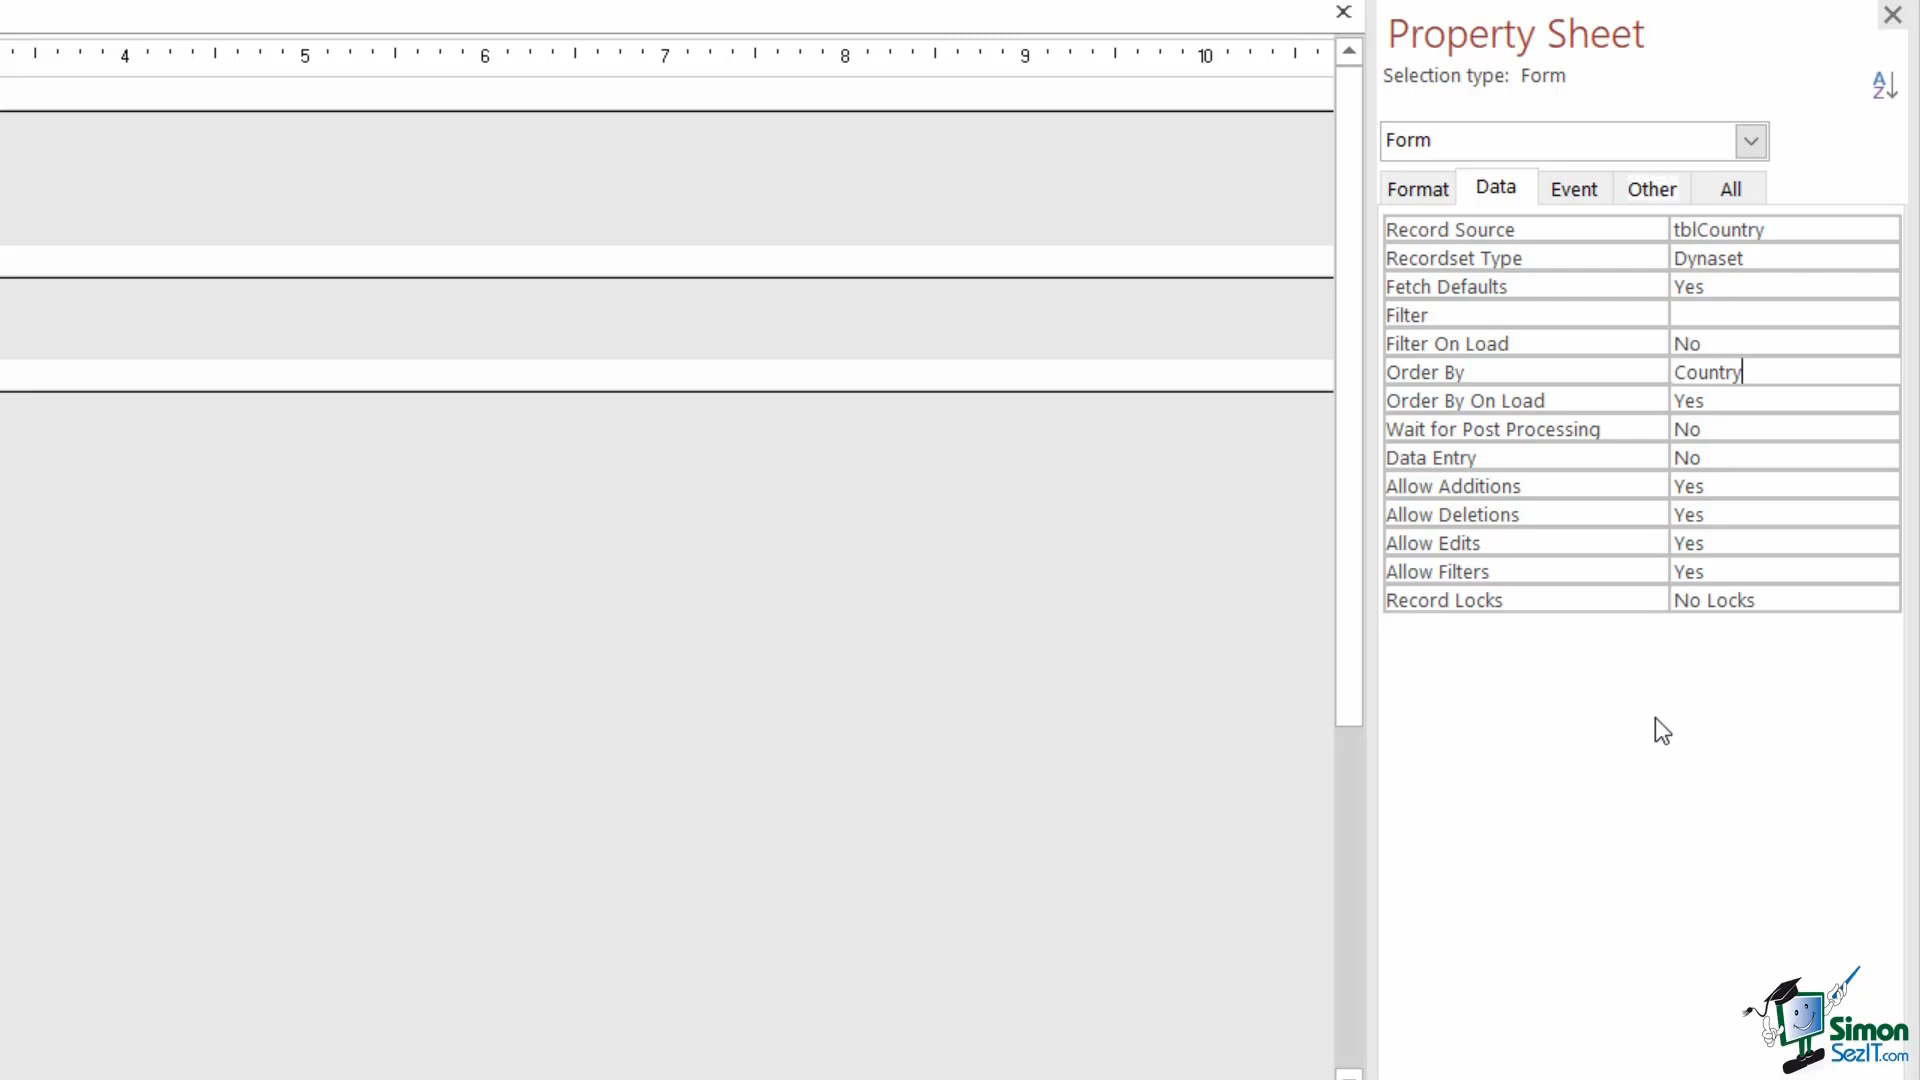 4 5 6 7 8 9 10
Property Sheet
Selection type: Form
A
Z
Form
Format Data Event Other All
Record Source tblCountry
Recordset Type Dynaset
Fetch Defaults Yes
Filter
Filter On Load No
Order By Country
Order By On Load Yes
Wait for Post Processing No
Data Entry No
Allow Additions Yes
Allow Deletions Yes
Allow Edits Yes
Allow Filters Yes
Record Locks No Locks
Simon
SezIT.com